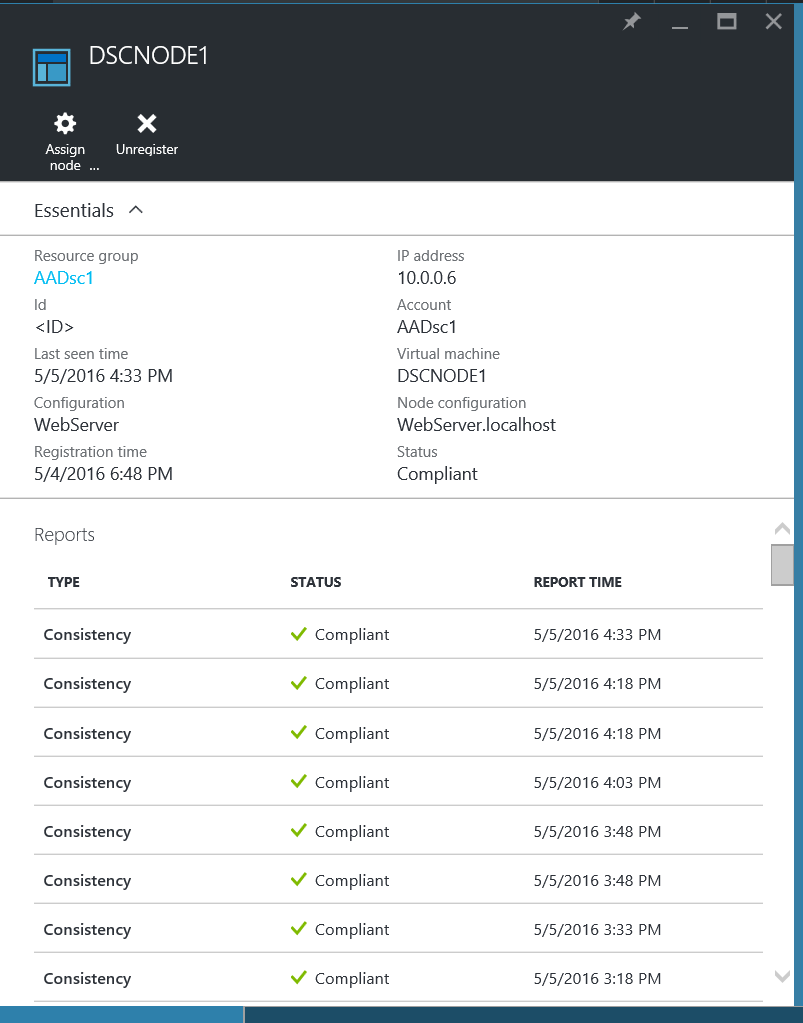 DSCNODE1
Assign
node ...
Unregister
Essentials
Resource group
AADsc1
IP address
10.0.0.6
Id
<ID>
Account
AADsc1
Last seen time
5/5/2016 4:33 PM
Virtual machine
DSCNODE1
Configuration
WebServer
Node configuration
WebServer.localhost
Registration time
5/4/2016 6:48 PM
Status
Compliant
Reports
TYPE STATUS REPORT TIME
Consistency Compliant 5/5/2016 4:33 PM
Consistency Compliant 5/5/2016 4:18 PM
Consistency Compliant 5/5/2016 4:18 PM
Consistency Compliant 5/5/2016 4:03 PM
Consistency Compliant 5/5/2016 3:48 PM
Consistency Compliant 5/5/2016 3:48 PM
Consistency Compliant 5/5/2016 3:33 PM
Consistency Compliant 5/5/2016 3:18 PM